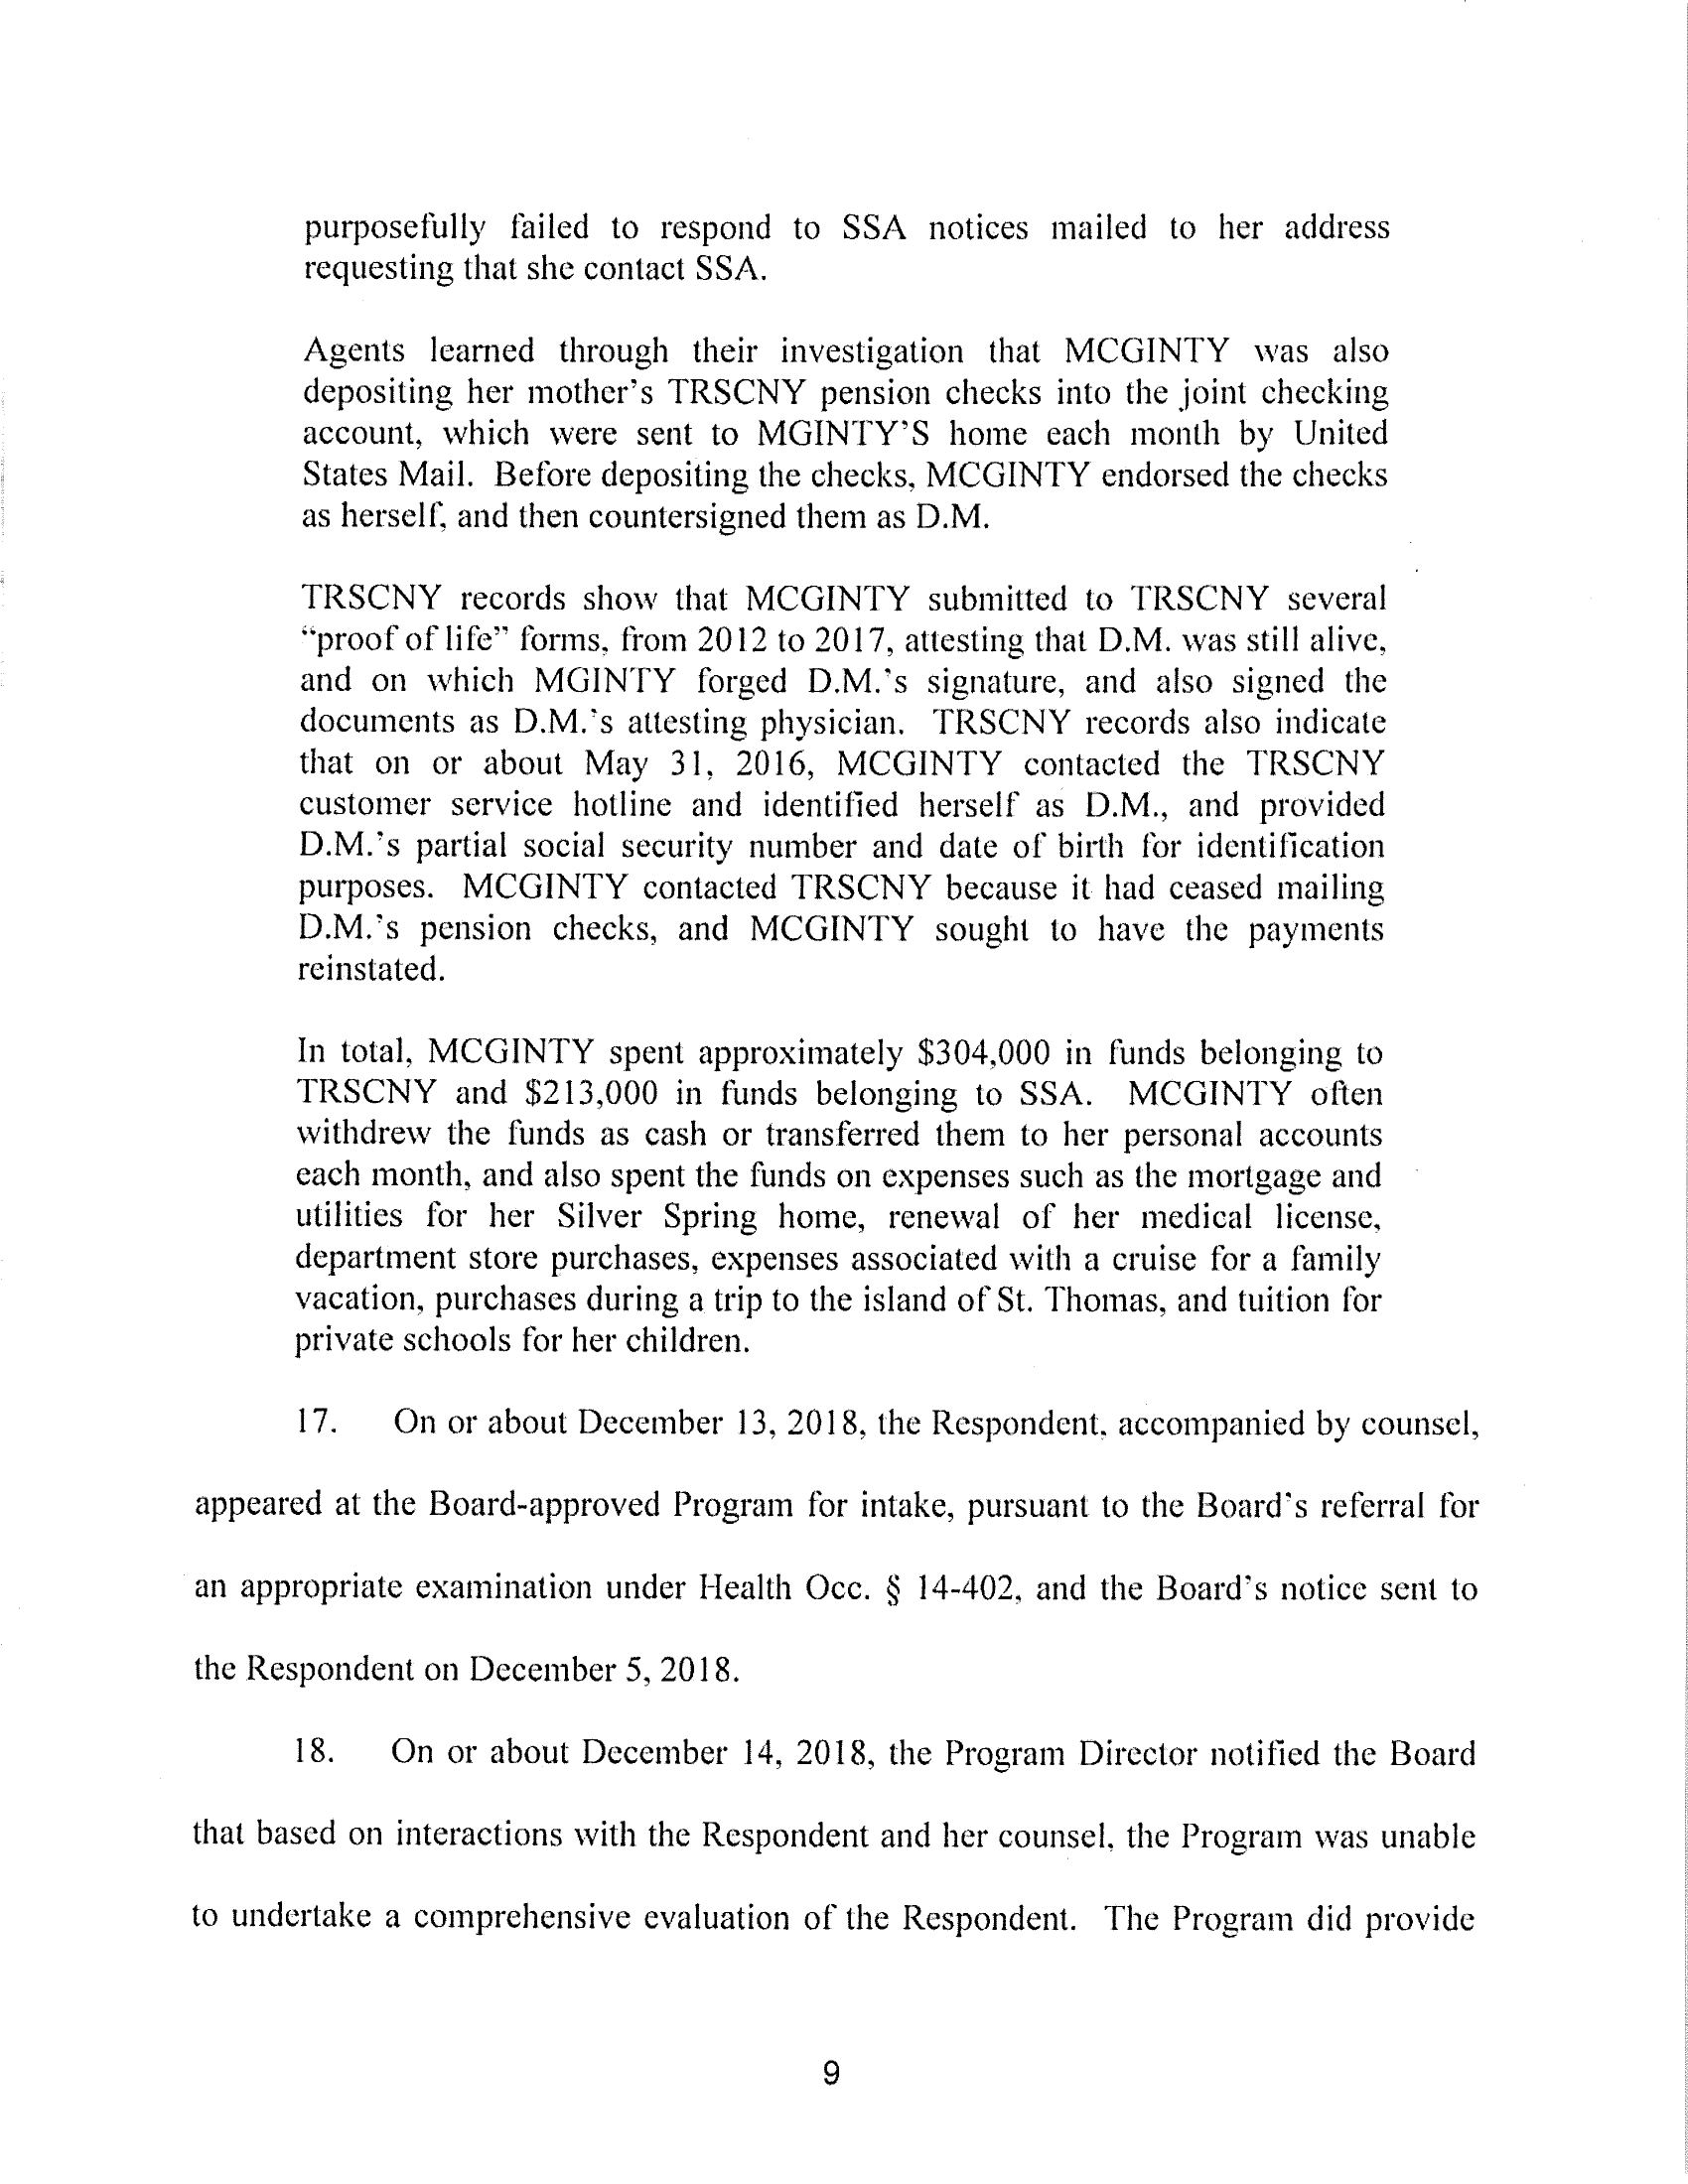 purposefully failed to respond to SSA notices mailed to her address
requesting that she contact SSA.
Agents learned through their investigation that MCGINTY was also
depositing her mother's TRSCNY pension checks into the joint checking
account, which were sent to MGINTY'S home each month by United
States Mail. Before depositing the checks, MCGINTY endorsed the checks
as herself, and then countersigned them as D.M.
TRSCNY records show that MCGINTY submitted to TRSCNY several
"proof of life" forms, from 2012 to 2017, attesting that D.M. was still alive,
and on which MGINTY forged D.M.'s signature, and also signed the
documents as D.M.'s attesting physician. TRSCNY records also indicate
that on or about May 31, 2016, MCGINTY contacted the TRSCNY
customer service hotline and identified herself as D.M., and provided
D.M.'s partial social security number and date of birth for identification
purposes. MCGINTY contacted TRSCNY because it had ceased mailing
D.M.'s pension checks, and MCGINTY sought to have the payments
reinstated.
In total, MCGINTY spent approximately $304,000 in funds belonging to
TRSCNY and $213,000 in funds belonging to SSA. MCGINTY often
withdrew the funds as cash or transferred them to her personal accounts
each month, and also spent the funds on expenses such as the mortgage and
utilities for her Silver Spring home, renewal of her medical license,
department store purchases, expenses associated with a cruise for a family
vacation, purchases during a trip to the island of St. Thomas, and tuition for
private schools for her children.
17. On or about December 13, 2018, the Respondent, accompanied by counsel,
appeared at the Board-approved Program for intake, pursuant to the Board's referral for
an appropriate examination under Health Occ. § 14-402, and the Board's notice sent to
the Respondent on December 5, 2018.
18. On or about December 14, 2018, the Program Director notified the Board
that based on interactions with the Respondent and her counsel, the Program was unable
to undertake a comprehensive evaluation of the Respondent. The Program did provide
9